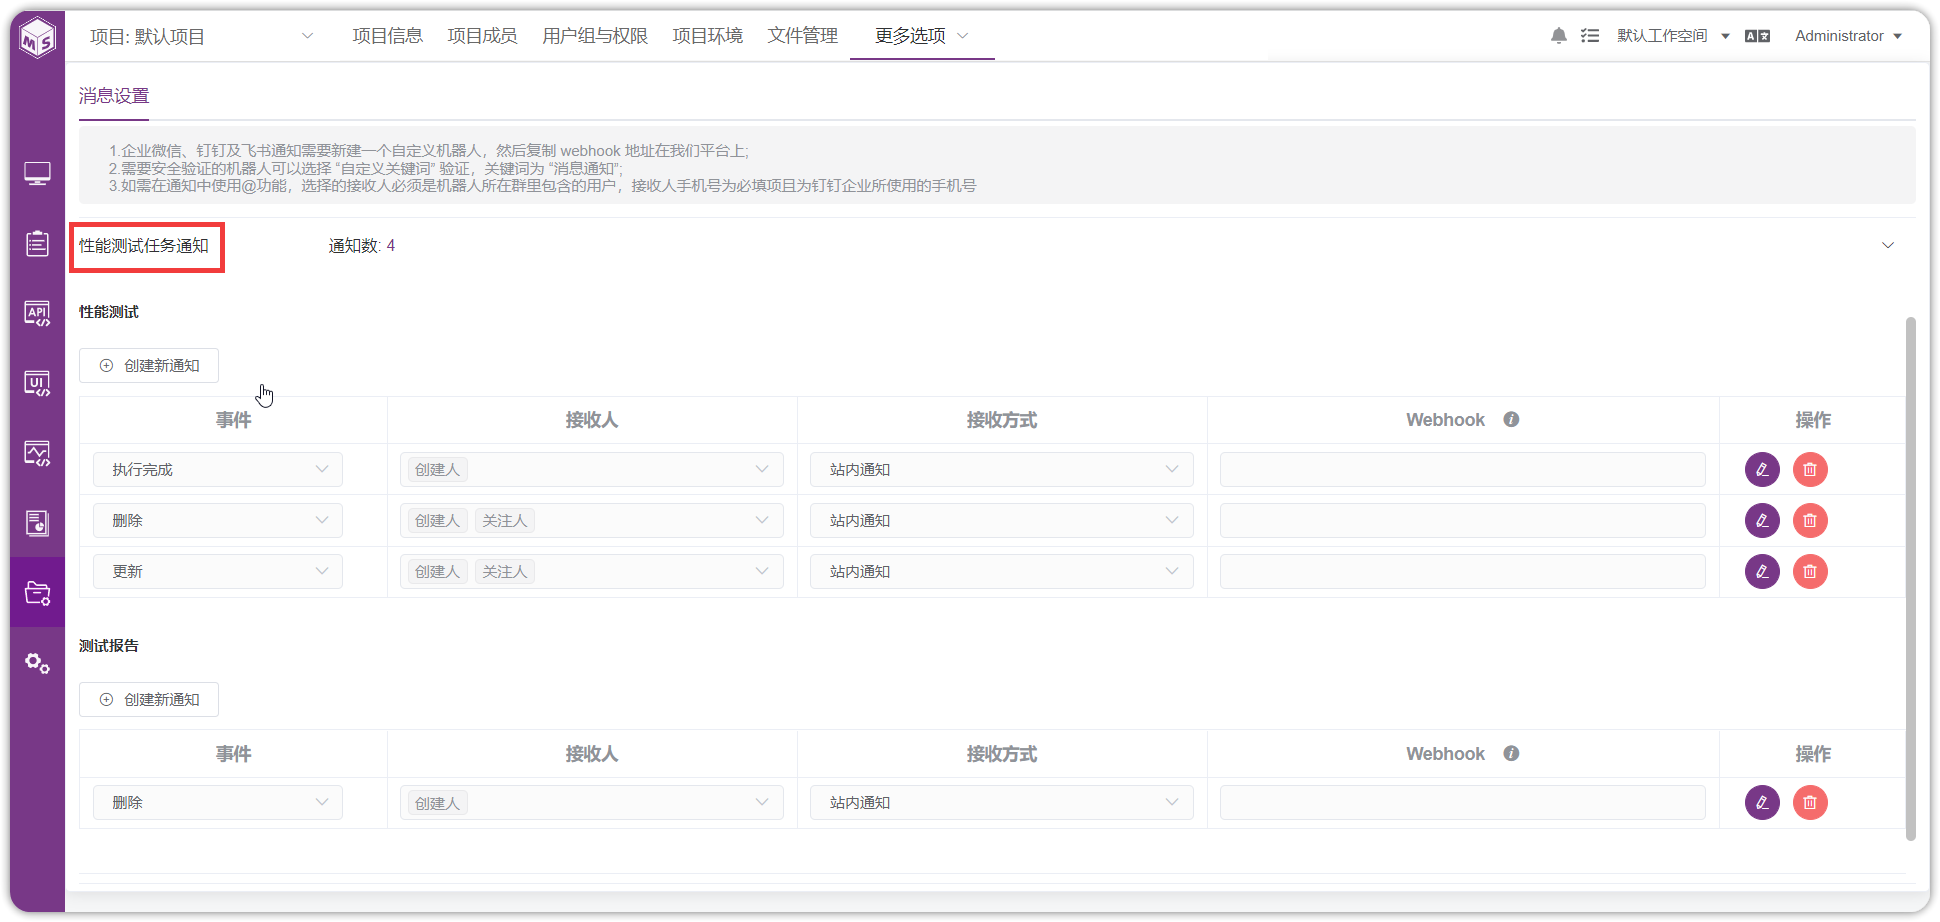 MS
项目: 默认项目
项目信息
项目成员
用户组与权限
项目环境
文件管理
更多选项
默认工作空间
A 文
Administrator
消息设置
1.企业微信、钉钉及飞书通知需要新建一个自定义机器人，然后复制 webhook 地址在我们平台上;
2.需要安全验证的机器人可以选择 “自定义关键词” 验证，关键词为 “消息通知”;
3.如需在通知中使用@功能，选择的接收人必须是机器人所在群里包含的用户，接收人手机号为必填项且为钉钉企业所使用的手机号
API
UI
性能测试任务通知
通知数: 4
性能测试
创建新通知
事件 接收人 接收方式 Webhook 操作
执行完成 创建人 站内通知
删除 创建人 关注人 站内通知
更新 创建人 关注人 站内通知
测试报告
创建新通知
事件 接收人 接收方式 Webhook 操作
删除 创建人 站内通知